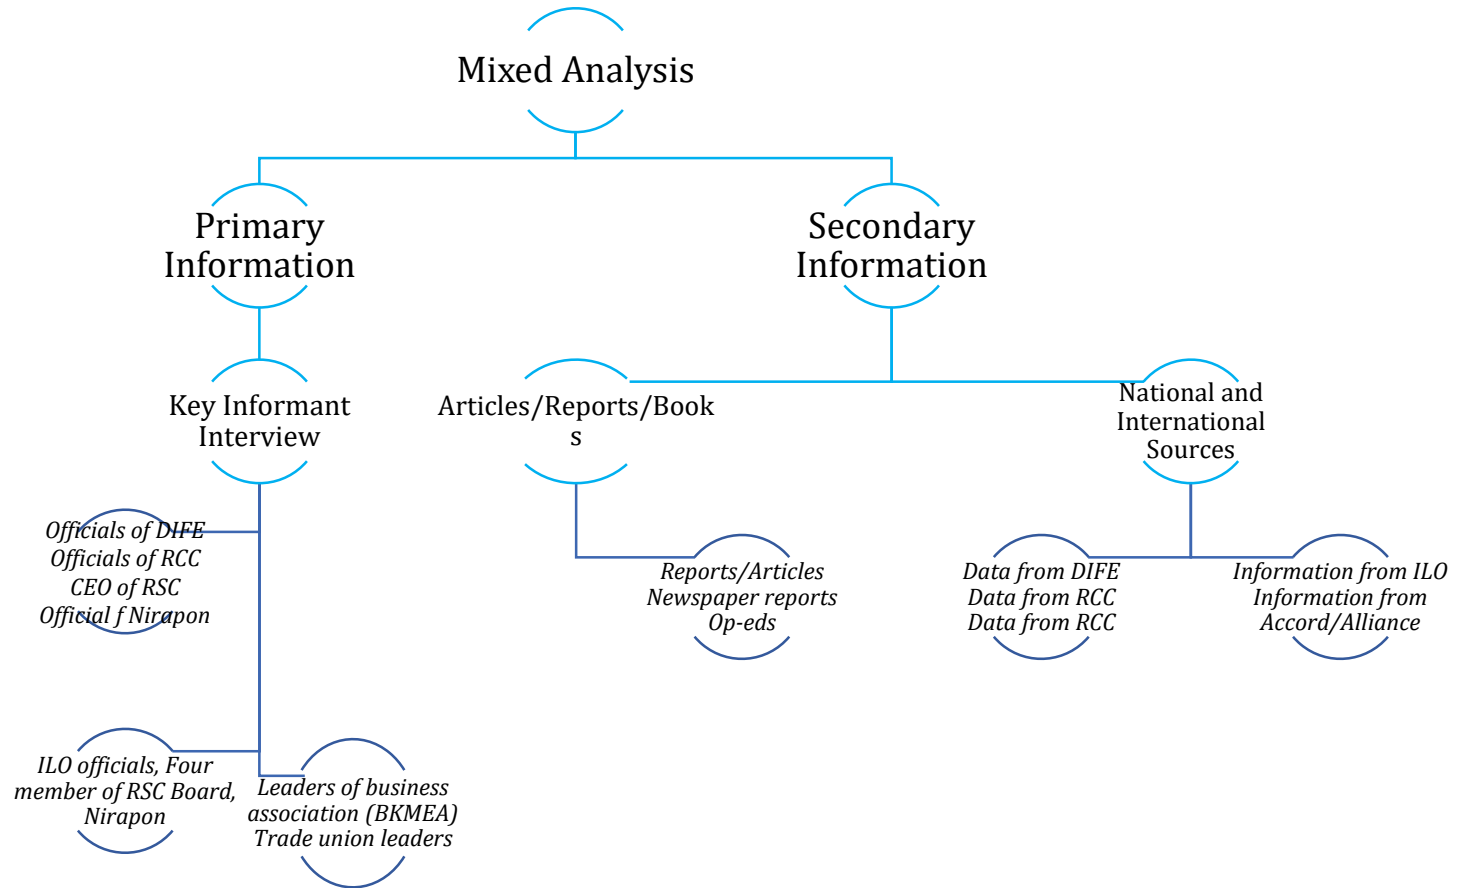 Mixed Analysis
Primary
Information
Secondary
Information
Key Informant
Interview
Articles/Reports/Book
s
National and
International
Sources
Officials of DIFE
Officials of RCC
CEO of RSC
Official f Nirapon
Reports/Articles
Newspaper reports
Op-eds
Data from DIFE
Data from RCC
Data from RCC
Information from ILO
Information from
Accord/Alliance
ILO officials, Four
member of RSC Board,
Nirapon
Leaders of business
association (BKMEA)
Trade union leaders